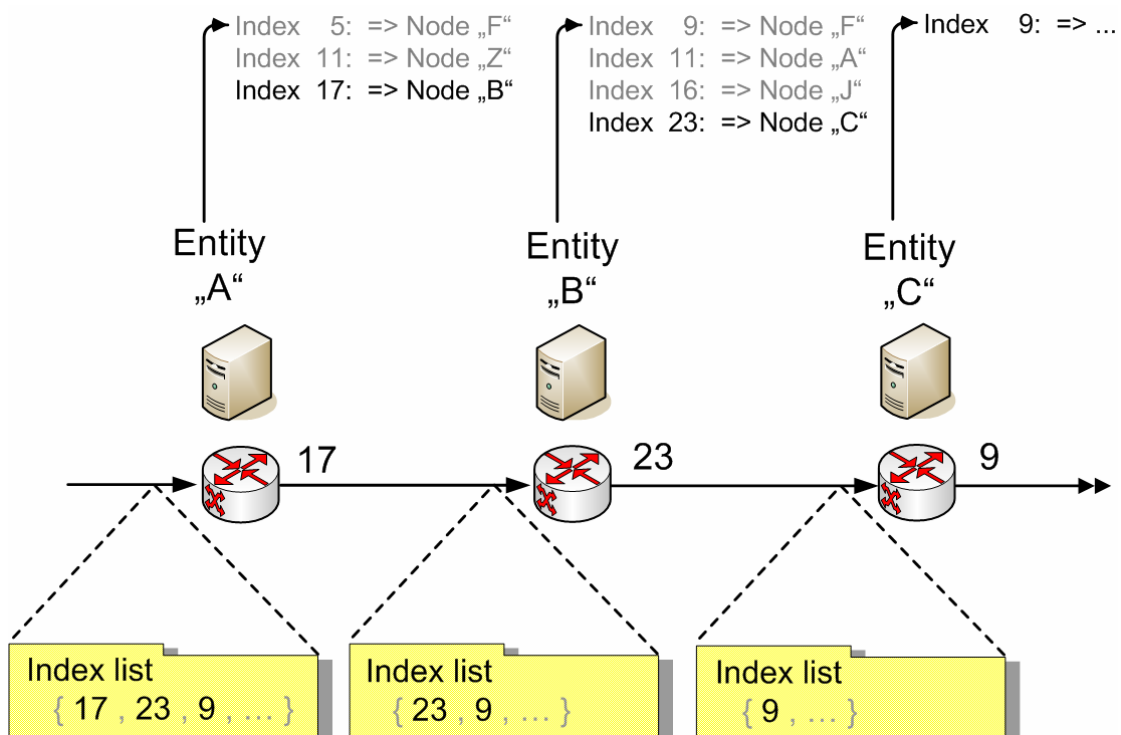 Index 5: => Node „F“
Index 11: => Node „Z“
Index 17: => Node „B“
Index 9: => Node „F“
Index 11: => Node „A“
Index 16: => Node „J“
Index 23: => Node „C“
Index 9: => ...
Entity
„A“
Entity
„B“
Entity
„C“
17
23
9
Index list
{ 17 , 23 , 9 , ... }
Index list
{ 23 , 9 , ... }
Index list
{ 9 , ... }